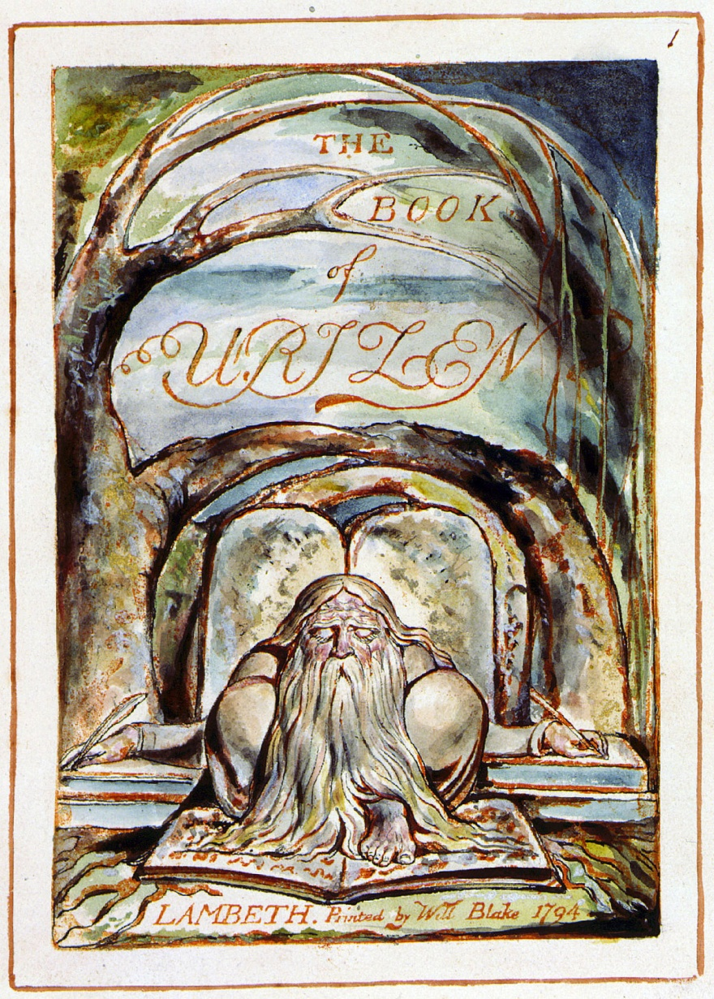 1
THE
BOOK
of
URIZEN
LAMBETH. Printed by Will Blake 1794